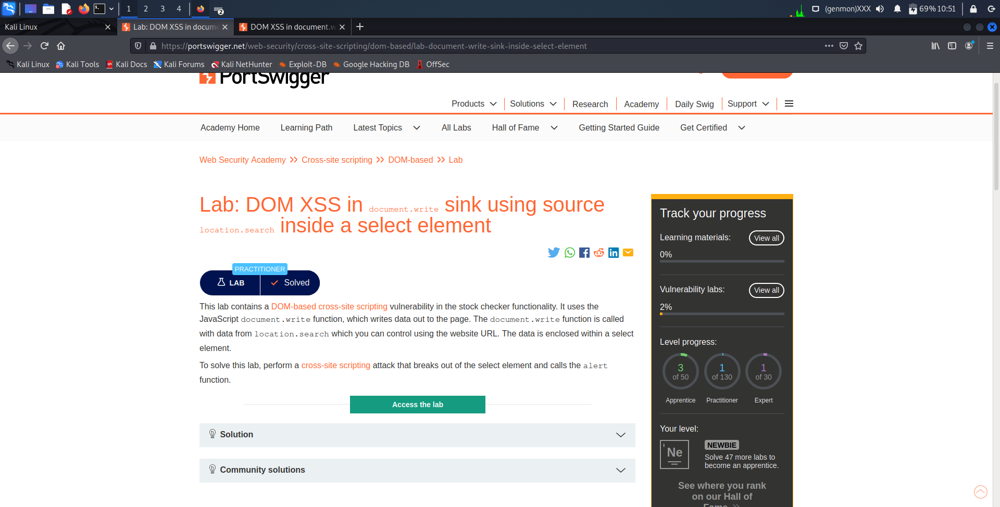 1 2 3 4 2 (genmon)XXX 69% 10:51
Kali Linux
Lab: DOM XSS in docume
DOM XSS in document.w
https://portswigger.net/web-security/cross-site-scripting/dom-based/lab-document-write-sink-inside-select-element
Kali Linux Kali Tools Kali Docs Kali Forums Kali NetHunter Exploit-DB Google Hacking DB OffSec
PortSwigger
Products Solutions Research Academy Daily Swig Support
Academy Home Learning Path Latest Topics All Labs Hall of Fame Getting Started Guide Get Certified
Web Security Academy >> Cross-site scripting >> DOM-based >> Lab
Lab: DOM XSS in document.write sink using source
location.search inside a select element
PRACTITIONER
LAB Solved
This lab contains a DOM-based cross-site scripting vulnerability in the stock checker functionality. It uses the
JavaScript document.write function, which writes data out to the page. The document.write function is called
with data from location.search which you can control using the website URL. The data is enclosed within a select
element.
To solve this lab, perform a cross-site scripting attack that breaks out of the select element and calls the alert
function.
Access the lab
Solution
Community solutions
Track your progress
Learning materials: View all
0%
Vulnerability labs: View all
2%
Level progress:
3 of 50
1 of 130
1 of 30
Apprentice Practitioner Expert
Your level:
Ne
NEWBIE
Solve 47 more labs to
become an apprentice.
See where you rank
on our Hall of
Fame >>